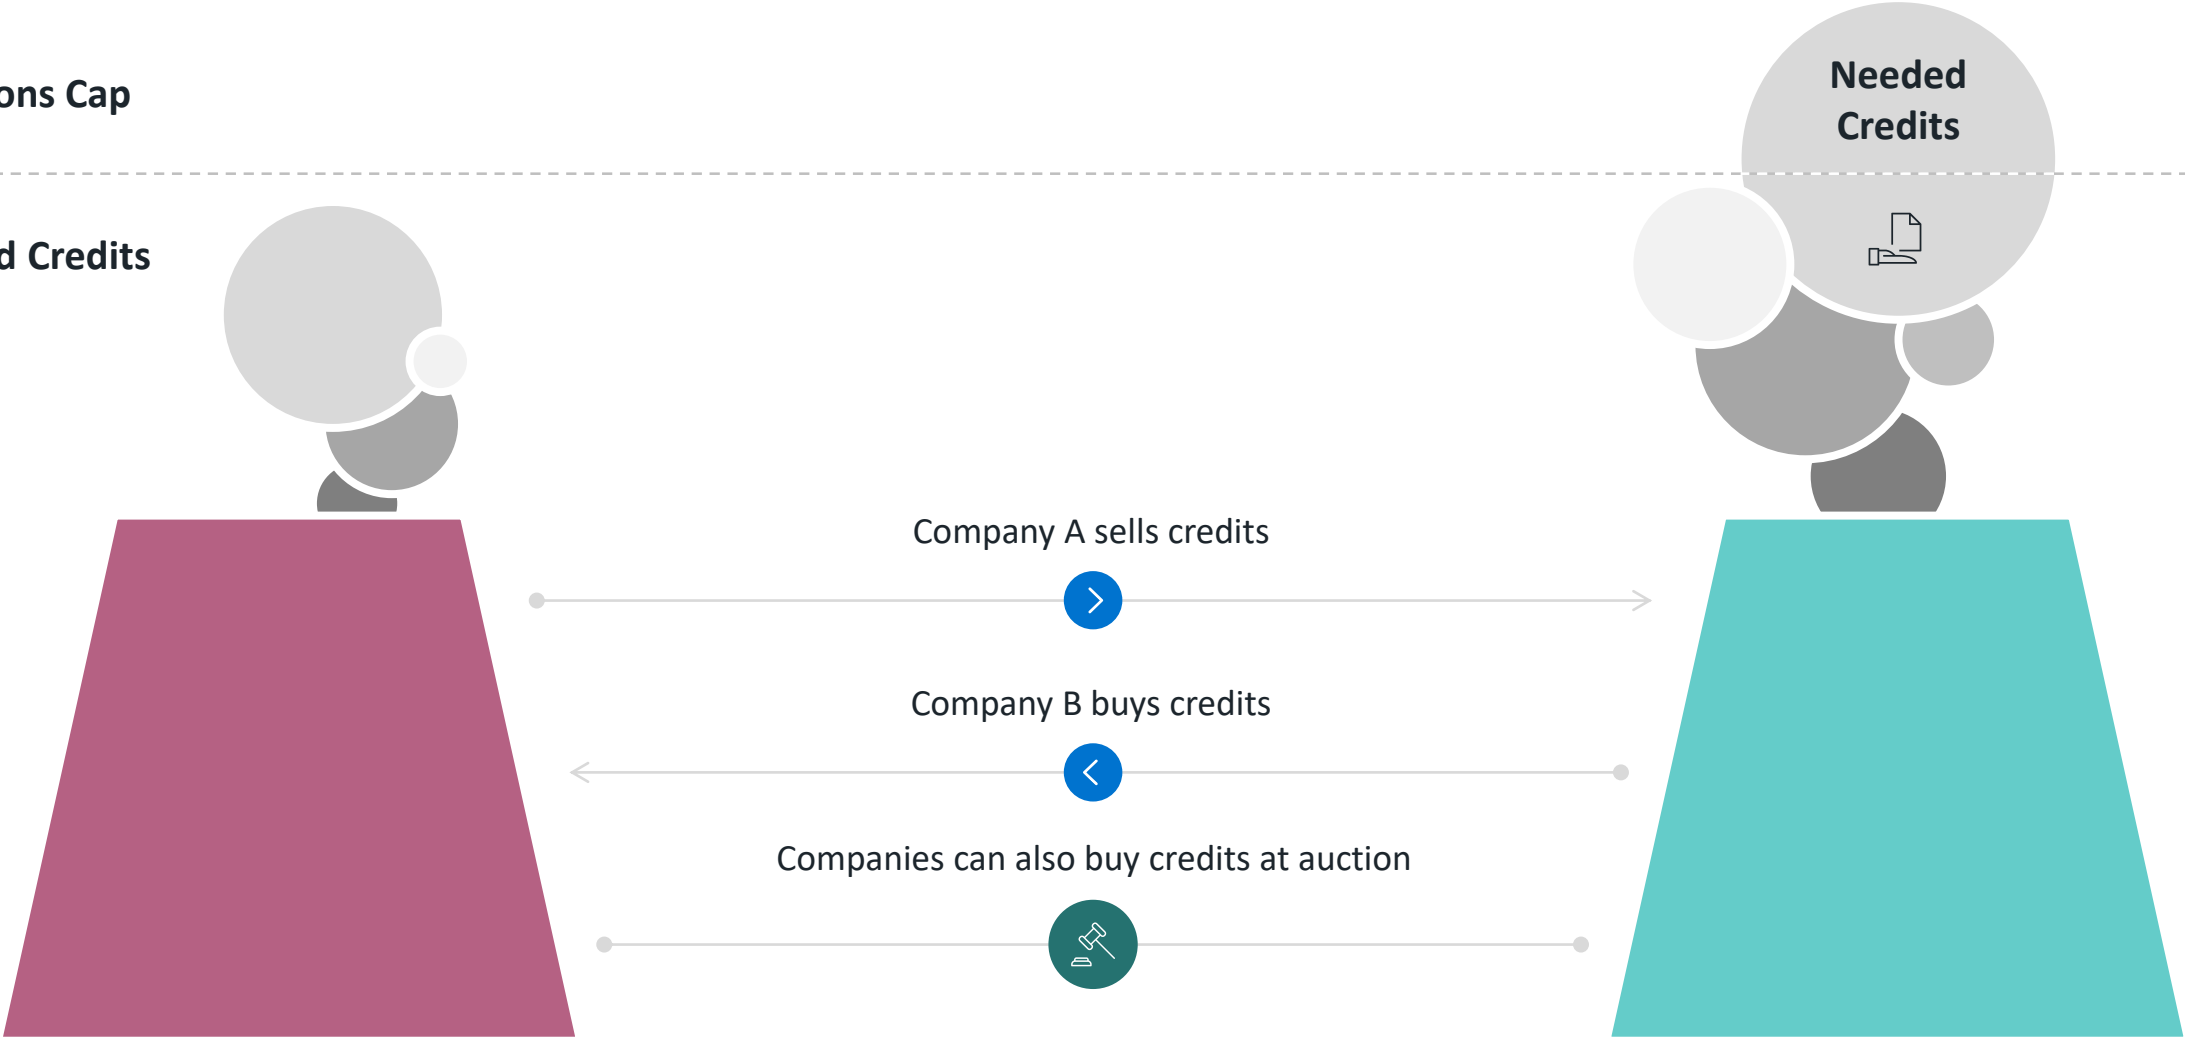 Needed
Credits
ons Cap
d Credits
Company A sells credits
Company B buys credits
Companies can also buy credits at auction